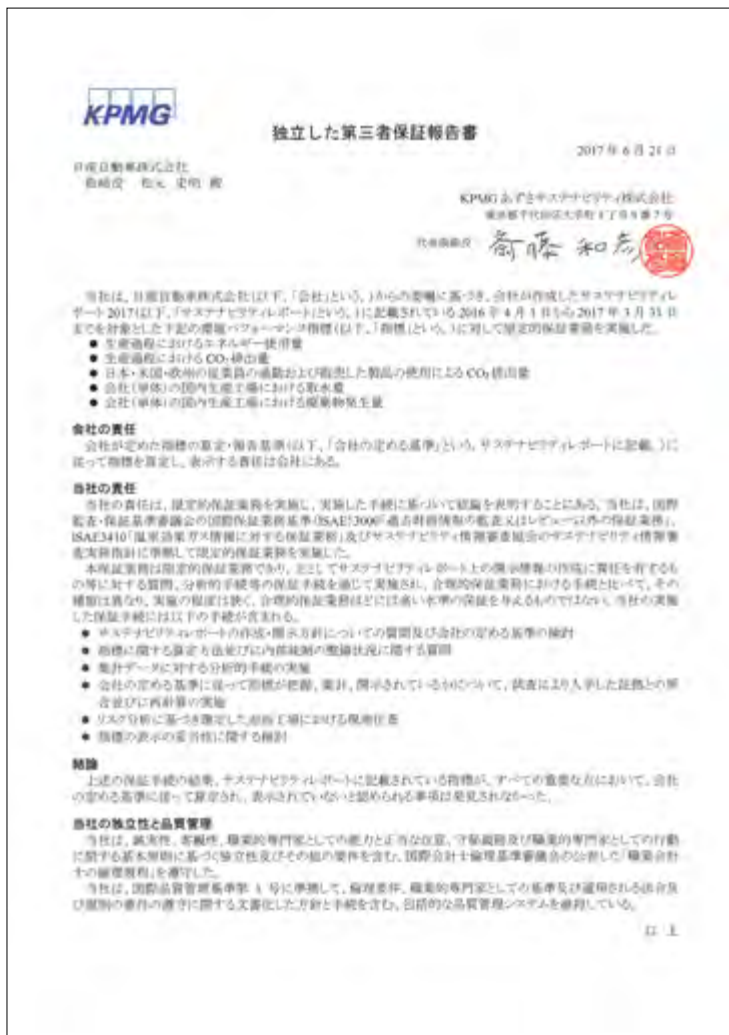 KPMG
独立した第三者保証報告書
2017年6月21日
日産自動車株式会社
取締役 松元 史明 殿
KPMG あずさサステナビリティ株式会社
東京都千代田区大手町1丁目9番7号
代表取締役 斎藤 和彦
当社は、日産自動車株式会社(以下、「会社」という。)からの委嘱に基づき、会社が作成したサステナビリティレ
ポート2017(以下、「サステナビリティレポート」という。)に記載されている2016年4月1日から2017年3月31日
までを対象とした下記の環境パフォーマンス指標(以下、「指標」という。)に対して限定的保証業務を実施した。
● 生産過程におけるエネルギー使用量
● 生産過程におけるCO₂排出量
● 日本・米国・欧州の従業員の通勤および販売した製品の使用によるCO₂排出量
● 会社(単体)の国内生産工場における取水量
● 会社(単体)の国内生産工場における廃棄物発生量
会社の責任
会社が定めた指標の算定・報告基準(以下、「会社の定める基準」という。サステナビリティレポートに記載。)に
従って指標を算定し、表示する責任は会社にある。
当社の責任
当社の責任は、限定的保証業務を実施し、実施した手続に基づいて結論を表明することにある。当社は、国際
監査・保証基準審議会の国際保証業務基準(ISAE)3000「過去財務情報の監査又はレビュー以外の保証業務」、
ISAE3410「温室効果ガス情報に対する保証業務」及びサステナビリティ情報審査協会のサステナビリティ情報審
査実務指針に準拠して限定的保証業務を実施した。
本保証業務は限定的保証業務であり、主としてサステナビリティレポート上の開示情報の作成に責任を有するも
の等に対する質問、分析的手続等の保証手続を通じて実施され、合理的保証業務における手続と比べて、その
種類は異なり、実施の程度は狭く、合理的保証業務ほどには高い水準の保証を与えるものではない。当社の実施
した保証手続には以下の手続が含まれる。
● サステナビリティレポートの作成・開示方針についての質問及び会社の定める基準の検討
● 指標に関する算定方法並びに内部統制の整備状況に関する質問
● 集計データに対する分析的手続の実施
● 会社の定める基準に従って指標が把握、集計、開示されているかについて、試査により入手した証拠との照
合並びに再計算の実施
● リスク分析に基づき選定した工場における現地往査
● 指標の表示の妥当性に関する検討
結論
上述の保証手続の結果、サステナビリティレポートに記載されている指標が、すべての重要な点において、会社
の定める基準に従って算定され、表示されていないと認められる事項は発見されなかった。
当社の独立性と品質管理
当社は、誠実性、客観性、職業的専門家としての能力と正当な注意、守秘義務及び職業的専門家としての行動
に関する基本原則に基づく独立性及びその他の要件を含む、国際会計士倫理基準審議会の公表した「職業会計
士の倫理規程」を遵守した。
当社は、国際品質管理基準第1号に準拠して、倫理要件、職業的専門家としての基準及び適用される法令及
び規則の要件の遵守に関する文書化した方針と手続を含む、包括的な品質管理システムを維持している。
以上